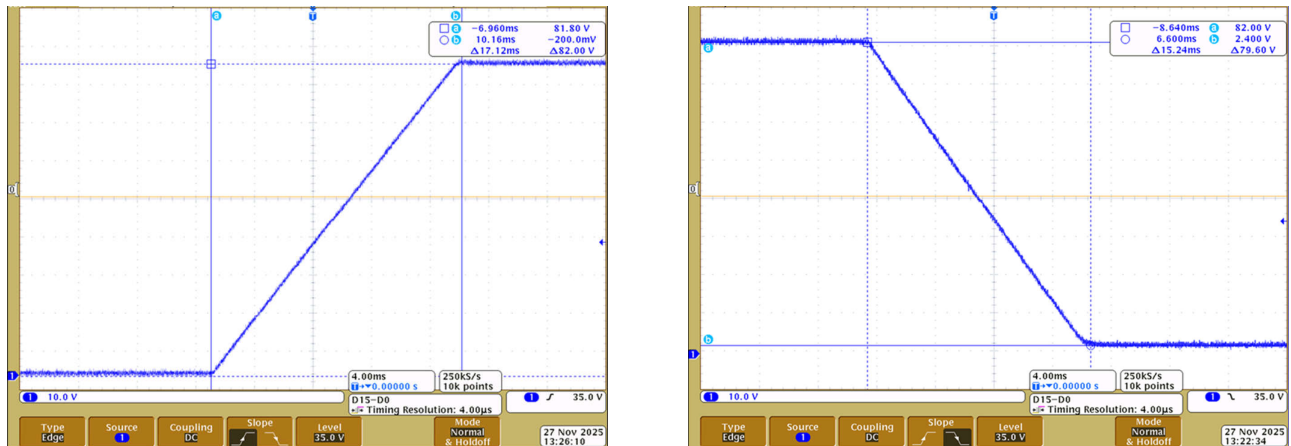 a
T
b
a −6.960ms 81.80 V
b 10.16ms −200.0mV
Δ17.12ms Δ82.00 V
0
1
4.00ms
T→▼0.00000 s
250kS/s
10k points
1 10.0 V
D15–D0
Timing Resolution: 4.00μs
1 35.0 V
Type
Edge
Source
1
Coupling
DC
Slope
Level
35.0 V
Mode
Normal
& Holdoff
27 Nov 2025
13:26:10
T
a −8.640ms a 82.00 V
6.600ms b 2.400 V
Δ15.24ms Δ79.60 V
a
0
b
1
4.00ms
T→▼0.00000 s
250kS/s
10k points
1 10.0 V
D15–D0
Timing Resolution: 4.00μs
1 35.0 V
Type
Edge
Source
1
Coupling
DC
Slope
Level
35.0 V
Mode
Normal
& Holdoff
27 Nov 2025
13:22:34